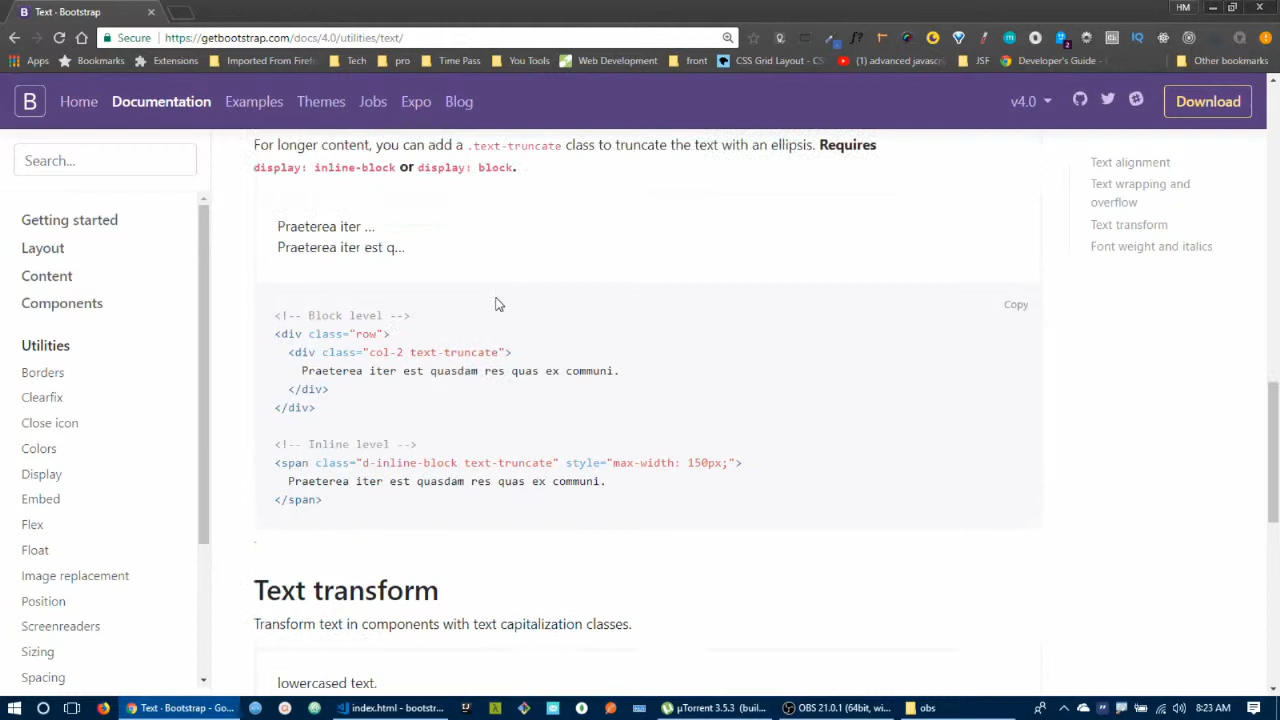 Text · Bootstrap
HM
Secure
https://getbootstrap.com/docs/4.0/utilities/text/
Apps
Bookmarks
Extensions
Imported From Firef
Tech
pro
Time Pass
You Tools
Web Development
front
CSS Grid Layout - CS
(1) advanced javasc
JSF
Developer's Guide -
Other bookmarks
B
Home
Documentation
Examples
Themes
Jobs
Expo
Blog
v4.0
Download
Search...
Getting started
Layout
Content
Components
Utilities
Borders
Clearfix
Close icon
Colors
Display
Embed
Flex
Float
Image replacement
Position
Screenreaders
Sizing
Spacing
For longer content, you can add a .text-truncate class to truncate the text with an ellipsis. Requires
display: inline-block or display: block.
Praeterea iter ...
Praeterea iter est q...
Copy
<!-- Block level -->
<div class="row">
<div class="col-2 text-truncate">
Praeterea iter est quasdam res quas ex communi.
</div>
</div>
<!-- Inline level -->
<span class="d-inline-block text-truncate" style="max-width: 150px;">
Praeterea iter est quasdam res quas ex communi.
</span>
Text transform
Transform text in components with text capitalization classes.
lowercased text.
Text alignment
Text wrapping and
overflow
Text transform
Font weight and italics
Text · Bootstrap - Go...
index.html - bootstr...
µTorrent 3.5.3 (buil...
OBS 21.0.1 (64bit, wi...
obs
8:23 AM